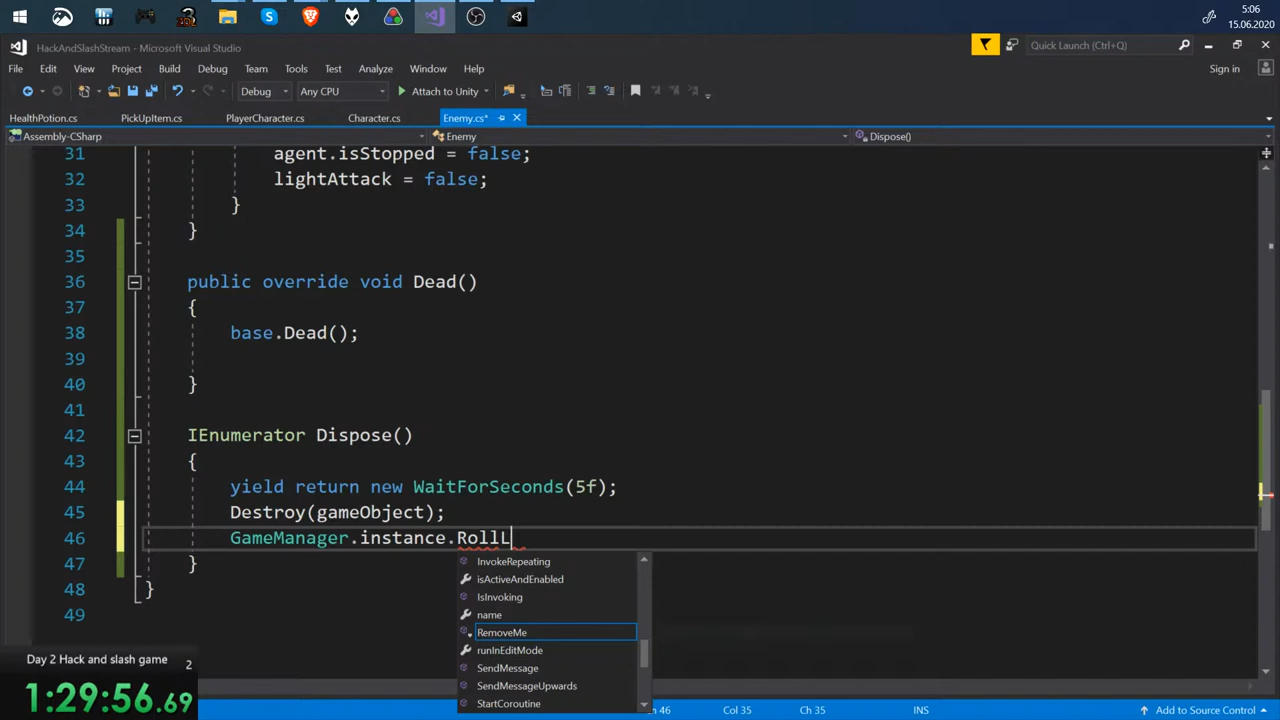 5:06
15.06.2020
HackAndSlashStream - Microsoft Visual Studio
Quick Launch (Ctrl+Q)
File Edit View Project Build Debug Team Tools Test Analyze Window Help
Sign in
Debug Any CPU Attach to Unity
HealthPotion.cs PickUpItem.cs PlayerCharacter.cs Character.cs Enemy.cs*
Assembly-CSharp Enemy Dispose()
31 agent.isStopped = false;
32 lightAttack = false;
33 }
34 }
35
36 public override void Dead()
37 {
38 base.Dead();
39
40 }
41
42 IEnumerator Dispose()
43 {
44 yield return new WaitForSeconds(5f);
45 Destroy(gameObject);
46 GameManager.instance.RollL
InvokeRepeating
47 }
isActiveAndEnabled
48 }
IsInvoking
49
name
RemoveMe
runInEditMode
SendMessage
SendMessageUpwards
StartCoroutine
Day 2 Hack and slash game 2
1:29:56.69
Ln 46 Col 35 Ch 35 INS Add to Source Control